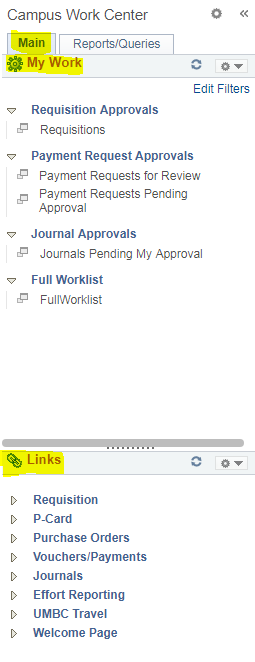 Campus Work Center
Main Reports/Queries
My Work
Edit Filters
Requisition Approvals
Requisitions
Payment Request Approvals
Payment Requests for Review
Payment Requests Pending
Approval
Journal Approvals
Journals Pending My Approval
Full Worklist
FullWorklist
Links
Requisition
P-Card
Purchase Orders
Vouchers/Payments
Journals
Effort Reporting
UMBC Travel
Welcome Page